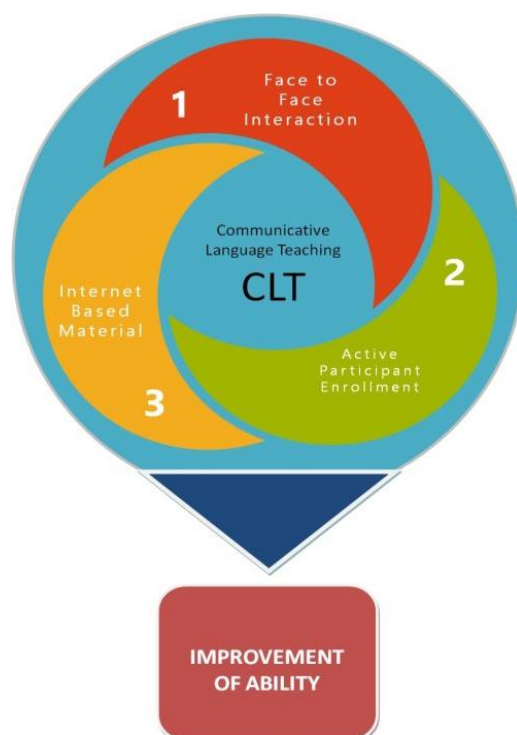 1
Face to
Face
Interaction
Communicative
Language Teaching
CLT
2
Active
Participant
Enrollment
Internet
Based
Material
3
IMPROVEMENT
OF ABILITY